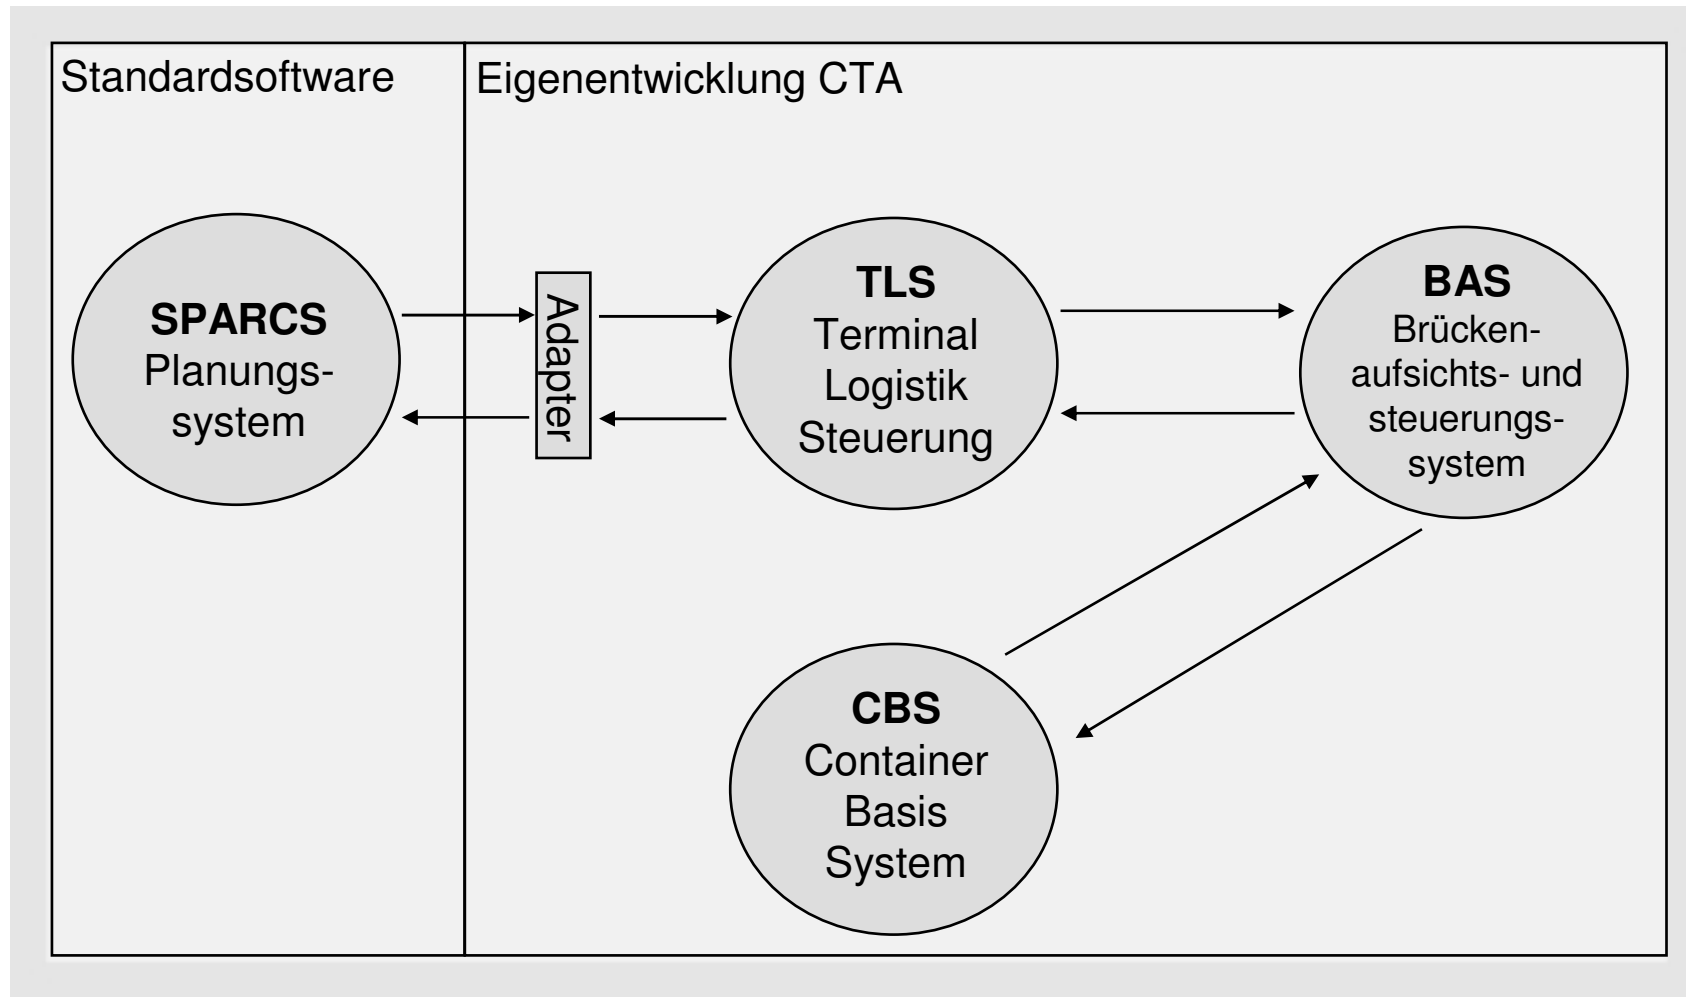 Standardsoftware
Eigenentwicklung CTA
SPARCS
Planungs-
system
Adapter
TLS
Terminal
Logistik
Steuerung
BAS
Brücken-
aufsichts- und
steuerungs-
system
CBS
Container
Basis
System